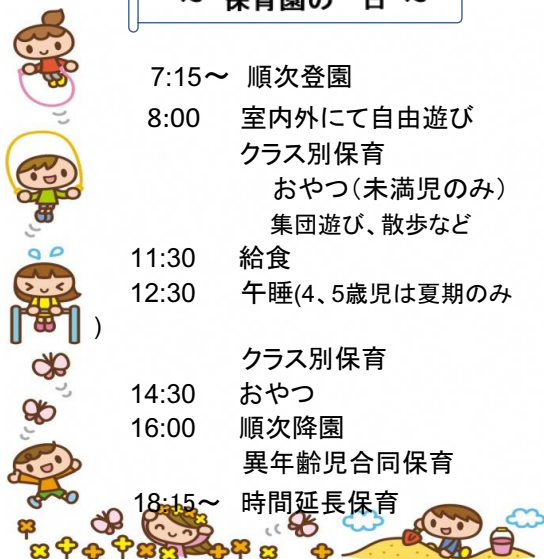 ～ 保育園の一日 ～
7:15～ 順次登園
8:00 室内外にて自由遊び
クラス別保育
おやつ（未満児のみ）
集団遊び、散歩など
11:30 給食
12:30 午睡(4、5歳児は夏期のみ
)
クラス別保育
14:30 おやつ
16:00 順次降園
異年齢児合同保育
18:15～ 時間延長保育